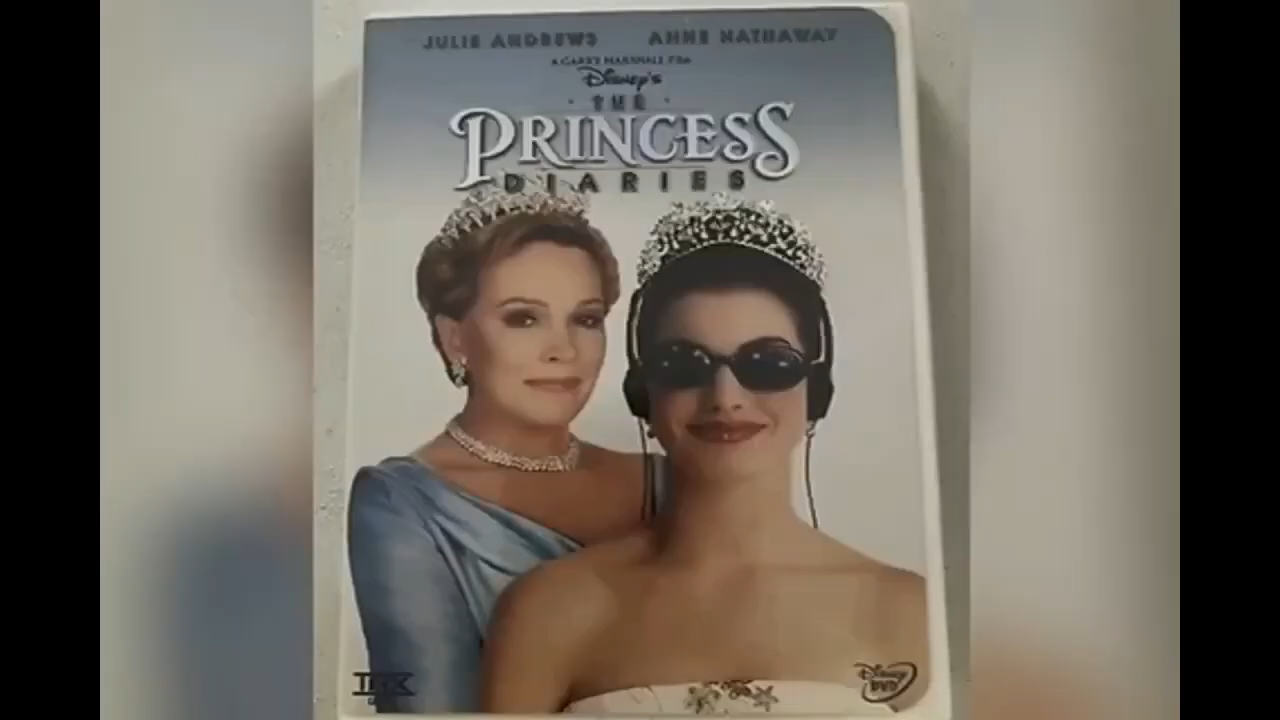 JULIE ANDREWS ANNE HATHAWAY
A GARRY MARSHALL FILM
Disney's
THE
PRINCESS
DIARIES
THX
Disney
DVD